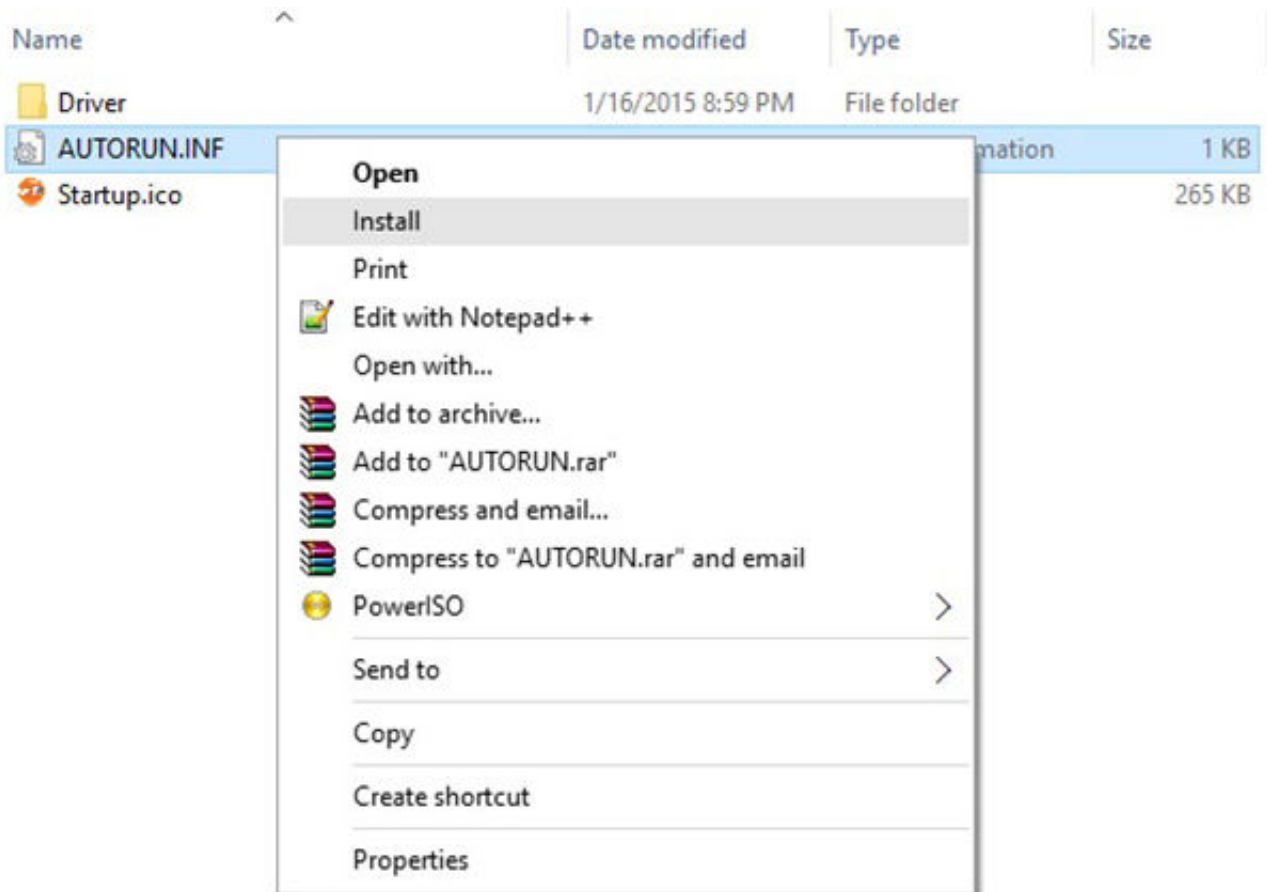 Name Date modified Type Size
Driver 1/16/2015 8:59 PM File folder
AUTORUN.INF mation 1 KB
Startup.ico 265 KB
Open
Install
Print
Edit with Notepad++
Open with...
Add to archive...
Add to "AUTORUN.rar"
Compress and email...
Compress to "AUTORUN.rar" and email
PowerISO
Send to
Copy
Create shortcut
Properties